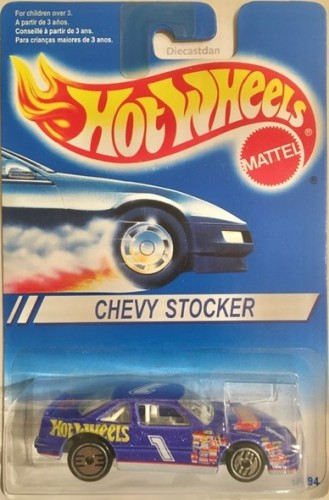 For children over 3.
A partir de 3 años.
Conseillé à partir de 3 ans.
Para crianças maiores de 3 anos.
Diecastdan
HOT WHEELS
MATTEL
®
CHEVY STOCKER
HOT WHEELS
1
94